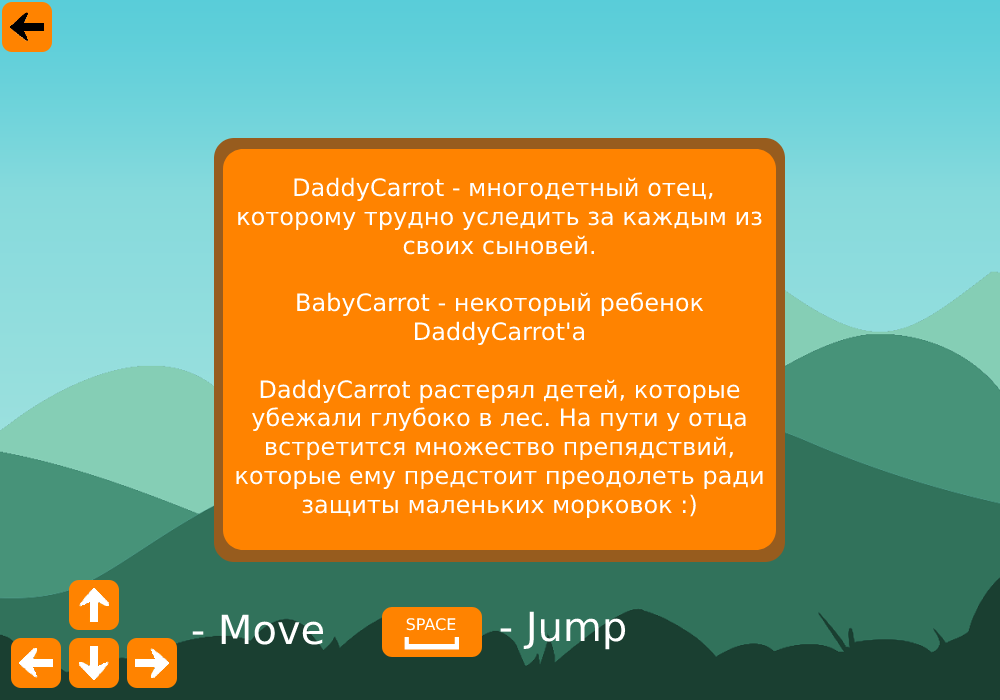 DaddyCarrot - многодетный отец,
которому трудно уследить за каждым из
своих сыновей.
BabyCarrot - некоторый ребенок
DaddyCarrot'а
DaddyCarrot растерял детей, которые
убежали глубоко в лес. На пути у отца
встретится множество препядствий,
которые ему предстоит преодолеть ради
защиты маленьких морковок :)
- Move
SPACE
- Jump